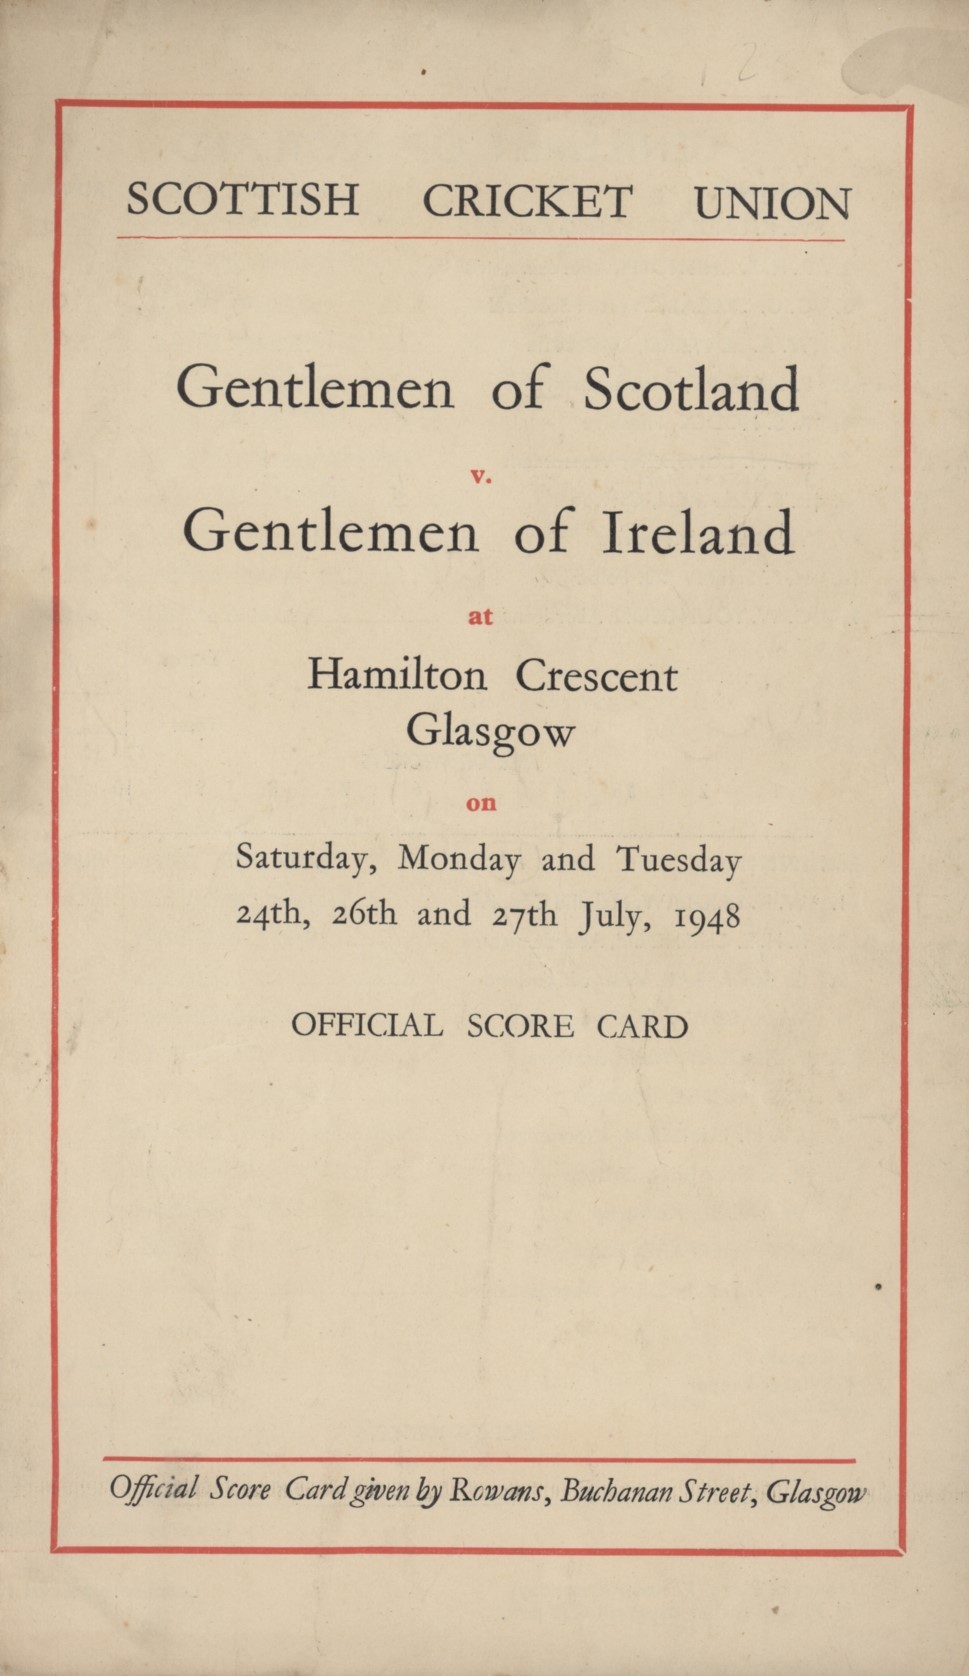 SCOTTISH CRICKET UNION
Gentlemen of Scotland
v.
Gentlemen of Ireland
at
Hamilton Crescent
Glasgow
on
Saturday, Monday and Tuesday
24th, 26th and 27th July, 1948
OFFICIAL SCORE CARD
Official Score Card given by Rowans, Buchanan Street, Glasgow